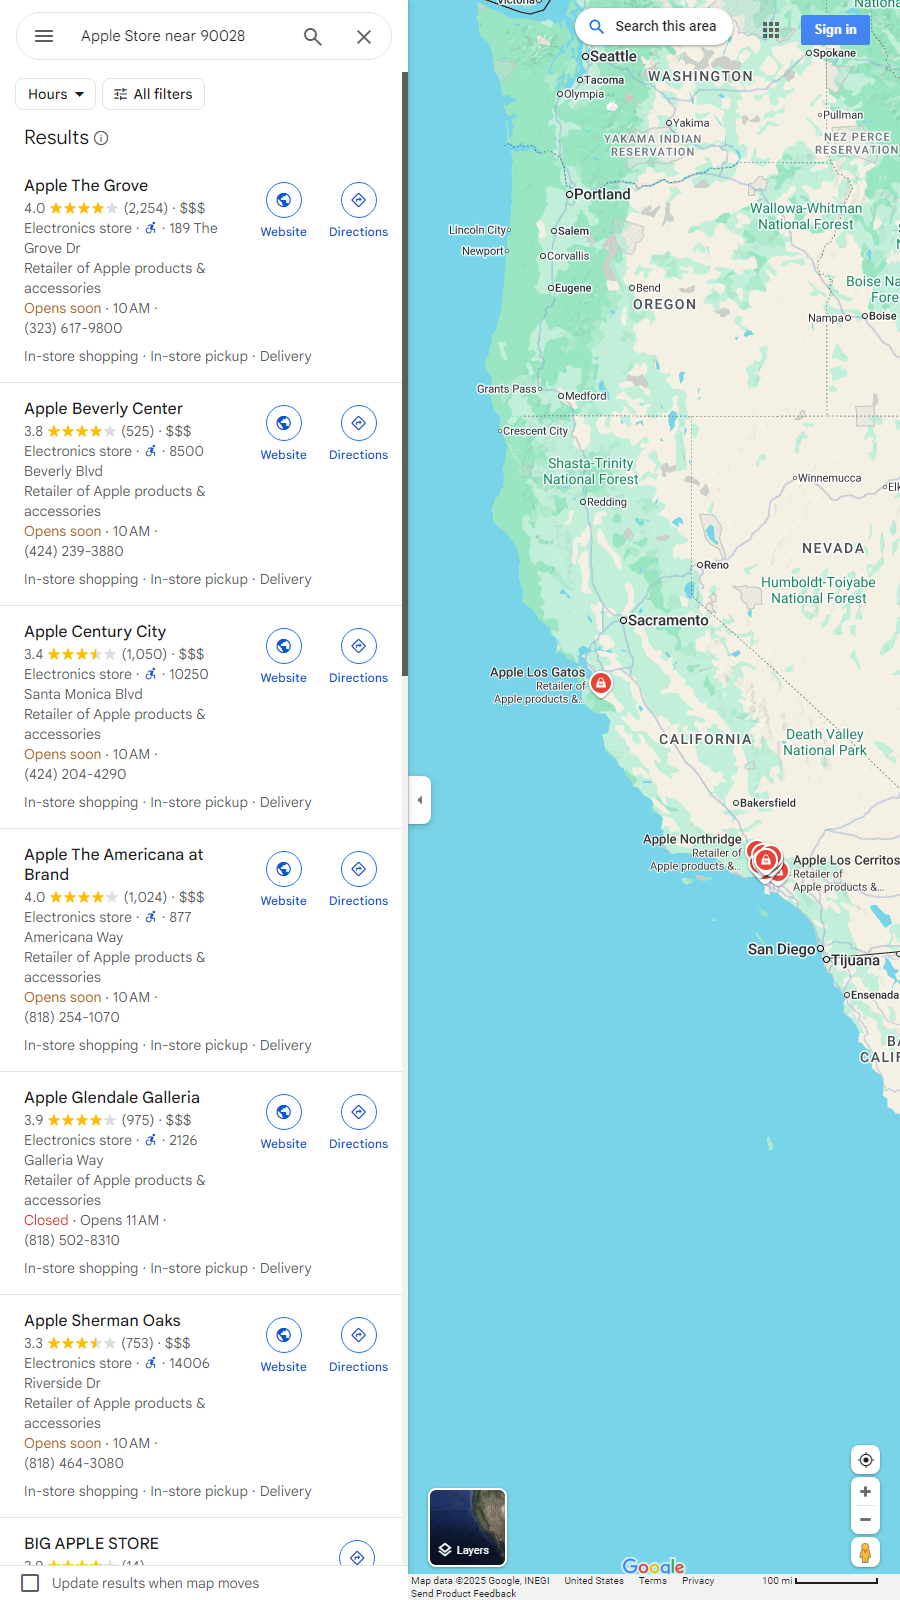 Apple Store near 90028
Hours
All filters
Results
Apple The Grove
4.0 (2,254) · $$$
Electronics store · · 189 The
Grove Dr
Retailer of Apple products &
accessories
Opens soon · 10 AM ·
(323) 617-9800
In-store shopping · In-store pickup · Delivery
Website
Directions
Apple Beverly Center
3.8 (525) · $$$
Electronics store · · 8500
Beverly Blvd
Retailer of Apple products &
accessories
Opens soon · 10 AM ·
(424) 239-3880
In-store shopping · In-store pickup · Delivery
Website
Directions
Apple Century City
3.4 (1,050) · $$$
Electronics store · · 10250
Santa Monica Blvd
Retailer of Apple products &
accessories
Opens soon · 10 AM ·
(424) 204-4290
In-store shopping · In-store pickup · Delivery
Website
Directions
Apple The Americana at
Brand
4.0 (1,024) · $$$
Electronics store · · 877
Americana Way
Retailer of Apple products &
accessories
Opens soon · 10 AM ·
(818) 254-1070
In-store shopping · In-store pickup · Delivery
Website
Directions
Apple Glendale Galleria
3.9 (975) · $$$
Electronics store · · 2126
Galleria Way
Retailer of Apple products &
accessories
Closed · Opens 11 AM ·
(818) 502-8310
In-store shopping · In-store pickup · Delivery
Website
Directions
Apple Sherman Oaks
3.3 (753) · $$$
Electronics store · · 14006
Riverside Dr
Retailer of Apple products &
accessories
Opens soon · 10 AM ·
(818) 464-3080
In-store shopping · In-store pickup · Delivery
Website
Directions
BIG APPLE STORE
Update results when map moves
Victoria
Search this area
Sign in
Seattle
Spokane
Tacoma
WASHINGTON
Olympia
Pullman
Yakima
YAKAMA INDIAN
RESERVATION
NEZ PERCE
RESERVATION
Portland
Wallowa-Whitman
National Forest
Lincoln City
Salem
Newport
Corvallis
Eugene
Bend
OREGON
Boise
Nampa
Grants Pass
Medford
Crescent City
Shasta-Trinity
National Forest
Redding
Winnemucca
NEVADA
Reno
Humboldt-Toiyabe
National Forest
Sacramento
Apple Los Gatos
Retailer of
Apple products &...
CALIFORNIA
Death Valley
National Park
Bakersfield
Apple Northridge
Retailer of
Apple products &...
Apple Los Cerritos
Retailer of
Apple products &...
San Diego
Tijuana
Ensenada
Layers
Google
Map data ©2025 Google, INEGI
United States
Terms
Privacy
100 mi
Send Product Feedback